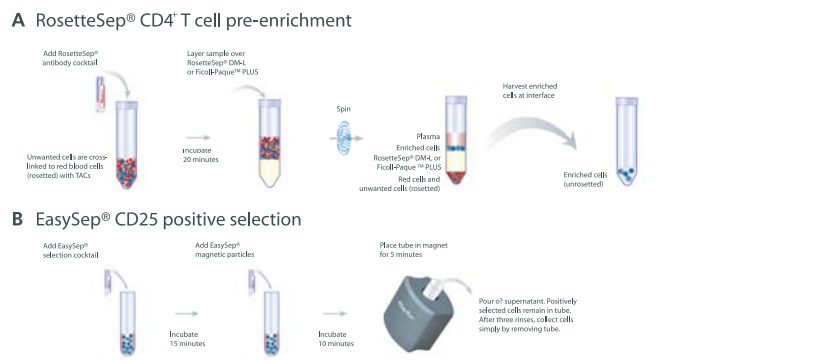 A RosetteSep® CD4⁺ T cell pre-enrichment
Add RosetteSep®
antibody cocktail
Unwanted cells are cross-
linked to red blood cells
(rosetted) with TACs
Incubate
20 minutes
Layer sample over
RosetteSep® DM-L
or Ficoll-Paque™ PLUS
Spin
Plasma
Enriched cells
RosetteSep® DM-L or
Ficoll-Paque™ PLUS
Red cells and
unwanted cells (rosetted)
Harvest enriched
cells at interface
Enriched cells
(unrosetted)
B EasySep® CD25 positive selection
Add EasySep®
selection cocktail
Incubate
15 minutes
Add EasySep®
magnetic particles
Incubate
10 minutes
Place tube in magnet
for 5 minutes
Pour o? supernatant. Positively
selected cells remain in tube.
After three rinses, collect cells
simply by removing tube.